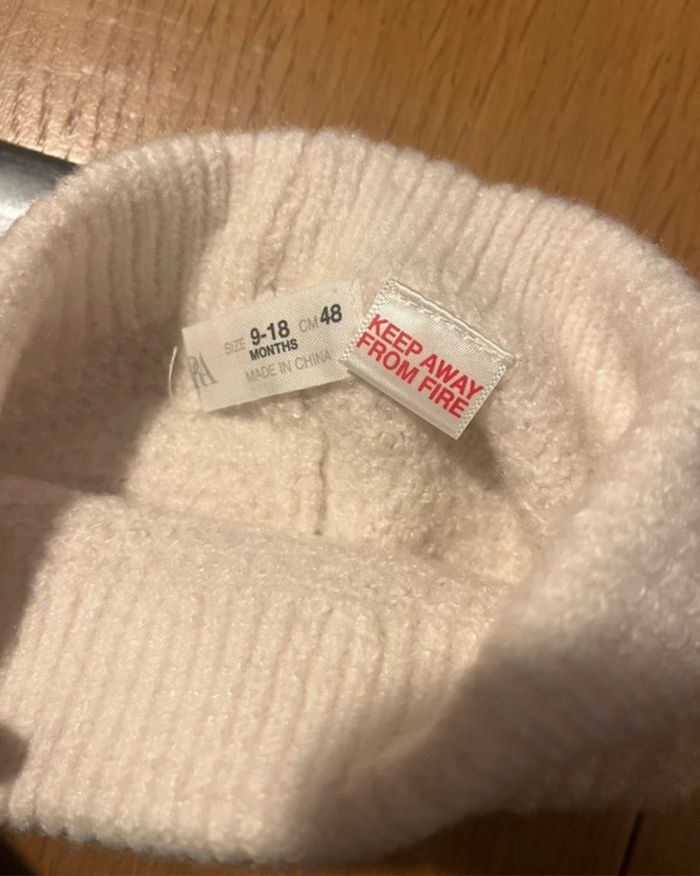 SIZE 9-18 CM 48
MONTHS
MADE IN CHINA
KEEP AWAY
FROM FIRE